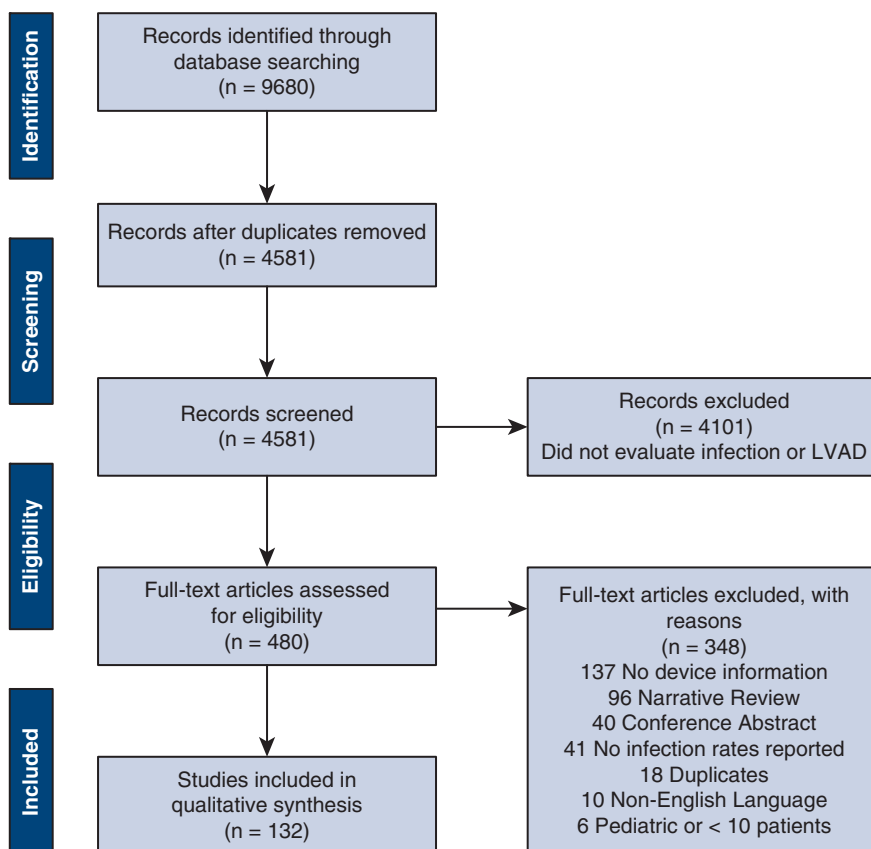 Identification
Records identified through
database searching
(n = 9680)
Records after duplicates removed
(n = 4581)
Screening
Records screened
(n = 4581)
Records excluded
(n = 4101)
Did not evaluate infection or LVAD
Eligibility
Full-text articles assessed
for eligibility
(n = 480)
Full-text articles excluded, with
reasons
(n = 348)
137 No device information
96 Narrative Review
40 Conference Abstract
41 No infection rates reported
18 Duplicates
10 Non-English Language
6 Pediatric or < 10 patients
Included
Studies included in
qualitative synthesis
(n = 132)